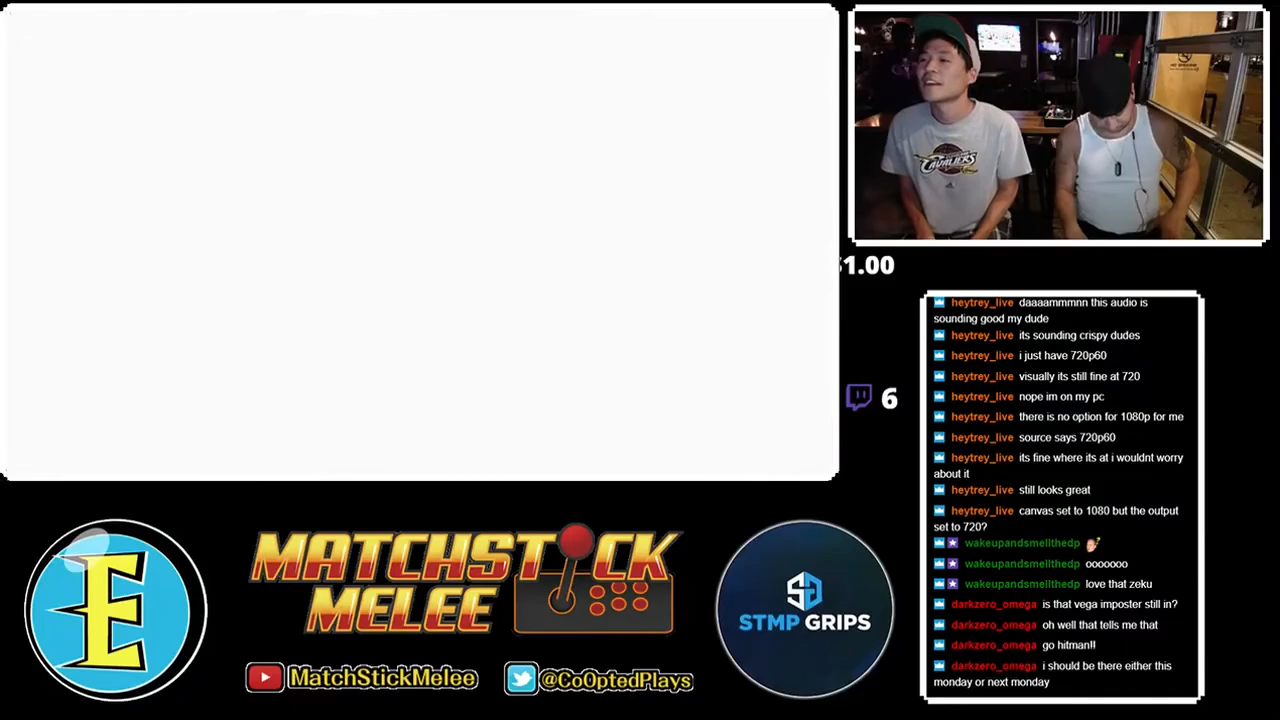 CAVALIERS
$1.00
heytrey_live daaaammmnn this audio is
sounding good my dude
heytrey_live its sounding crispy dudes
heytrey_live i just have 720p60
heytrey_live visually its still fine at 720
heytrey_live nope im on my pc
heytrey_live there is no option for 1080p for me
heytrey_live source says 720p60
heytrey_live its fine where its at i wouldnt worry
about it
heytrey_live still looks great
heytrey_live canvas set to 1080 but the output
set to 720?
wakeupandsmellthedp
wakeupandsmellthedp ooooooo
wakeupandsmellthedp love that zeku
darkzero_omega is that vega imposter still in?
darkzero_omega oh well that tells me that
darkzero_omega go hitman!!
darkzero_omega i should be there either this
monday or next monday
6
E
MATCHST CK
MELEE
MatchStickMelee
@CoOptedPlays
SG
STMP GRIPS